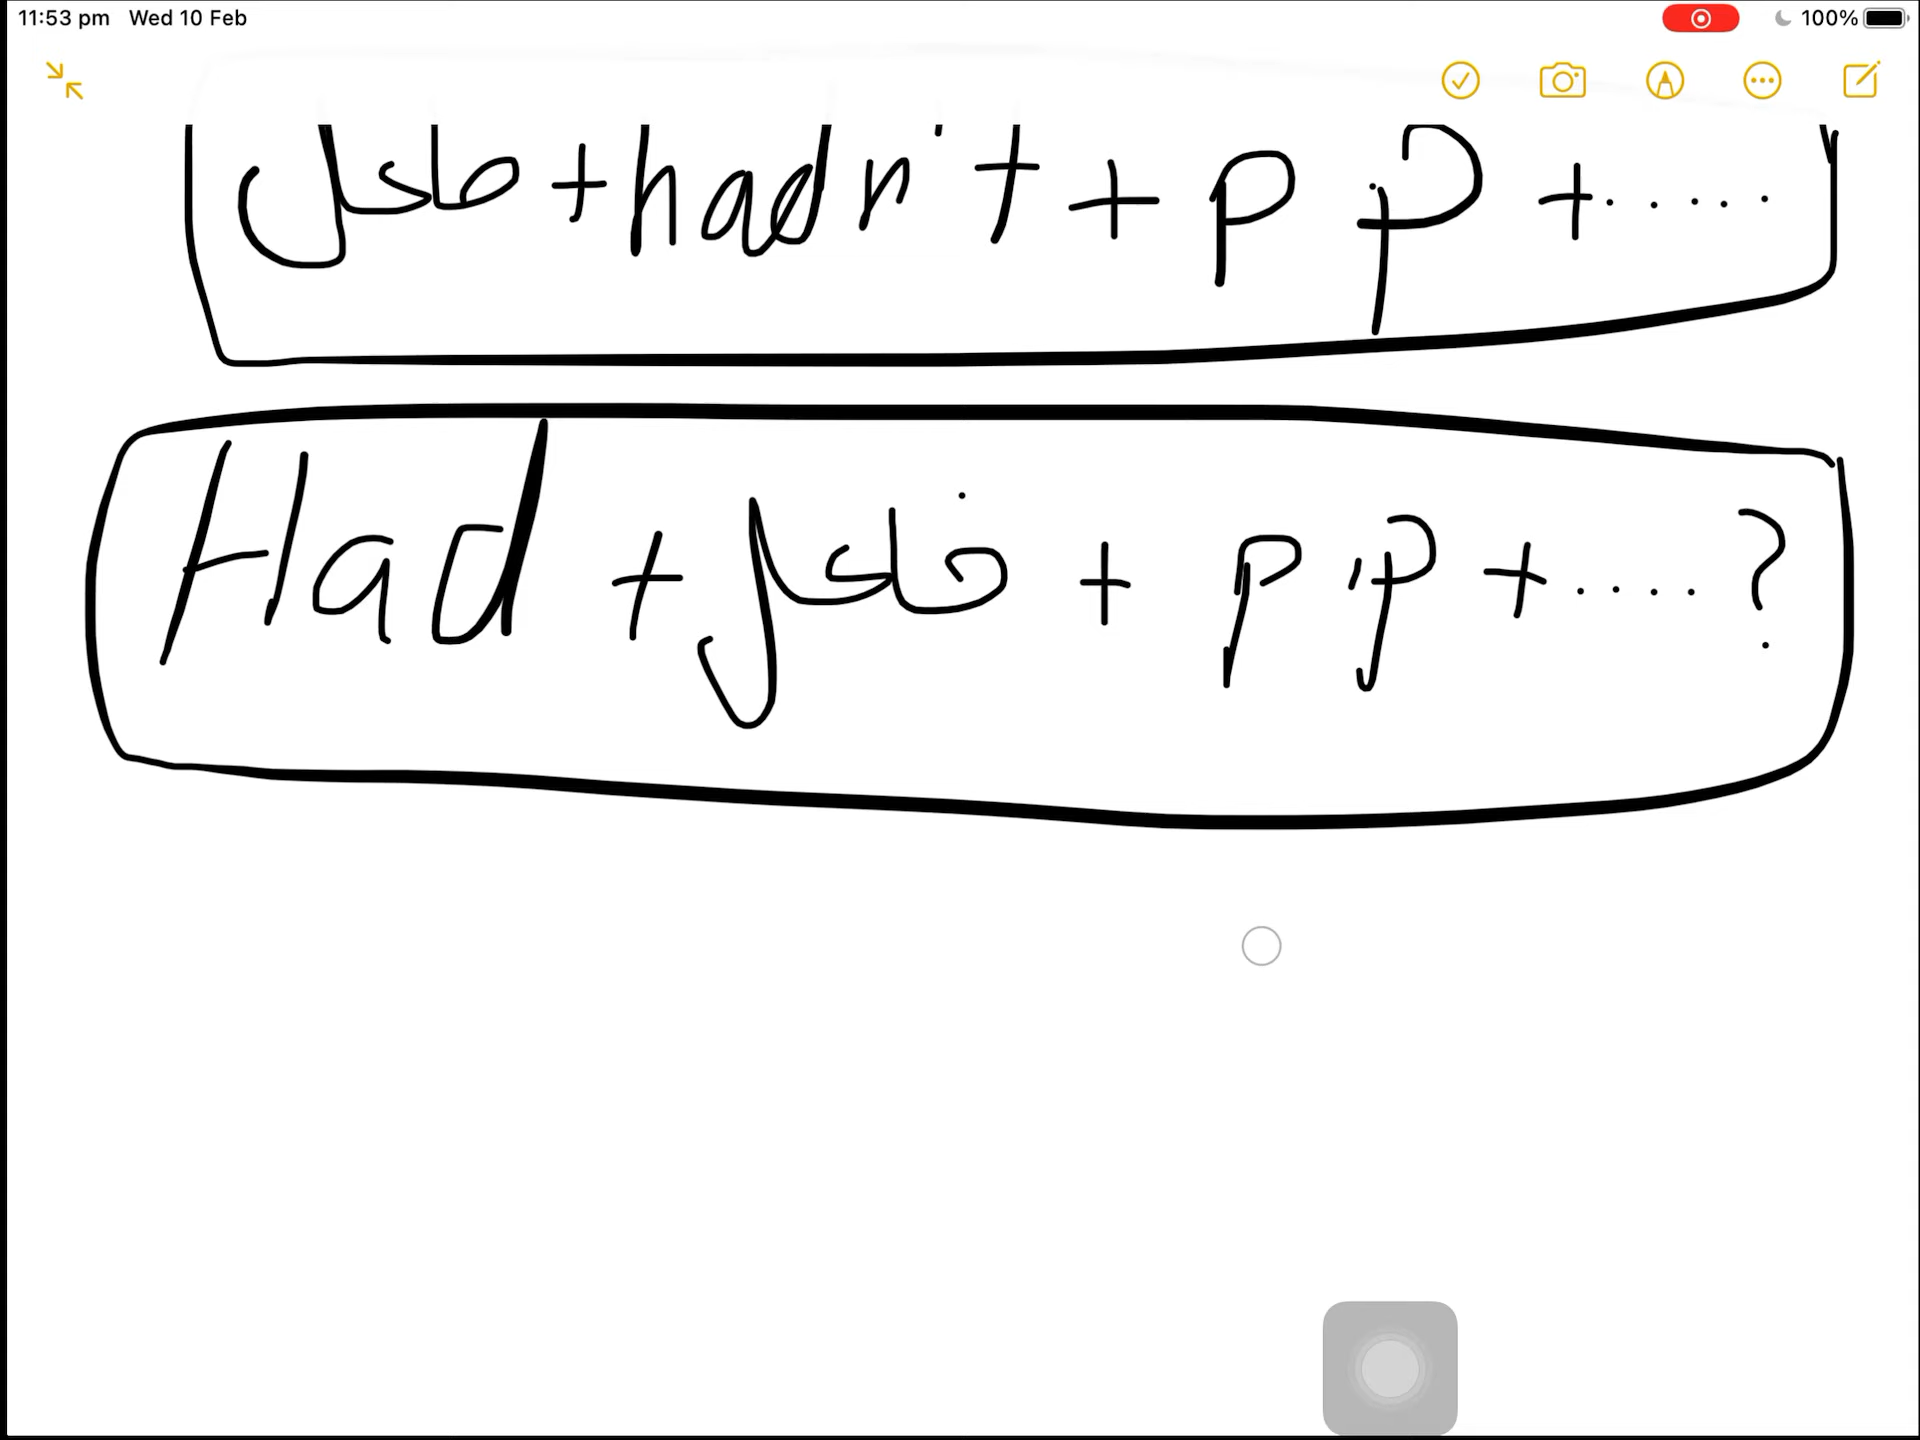 11:53 pm Wed 10 Feb 100%
فاعل + hadn't + p p + .....
Had + فاعل + p p + ....?